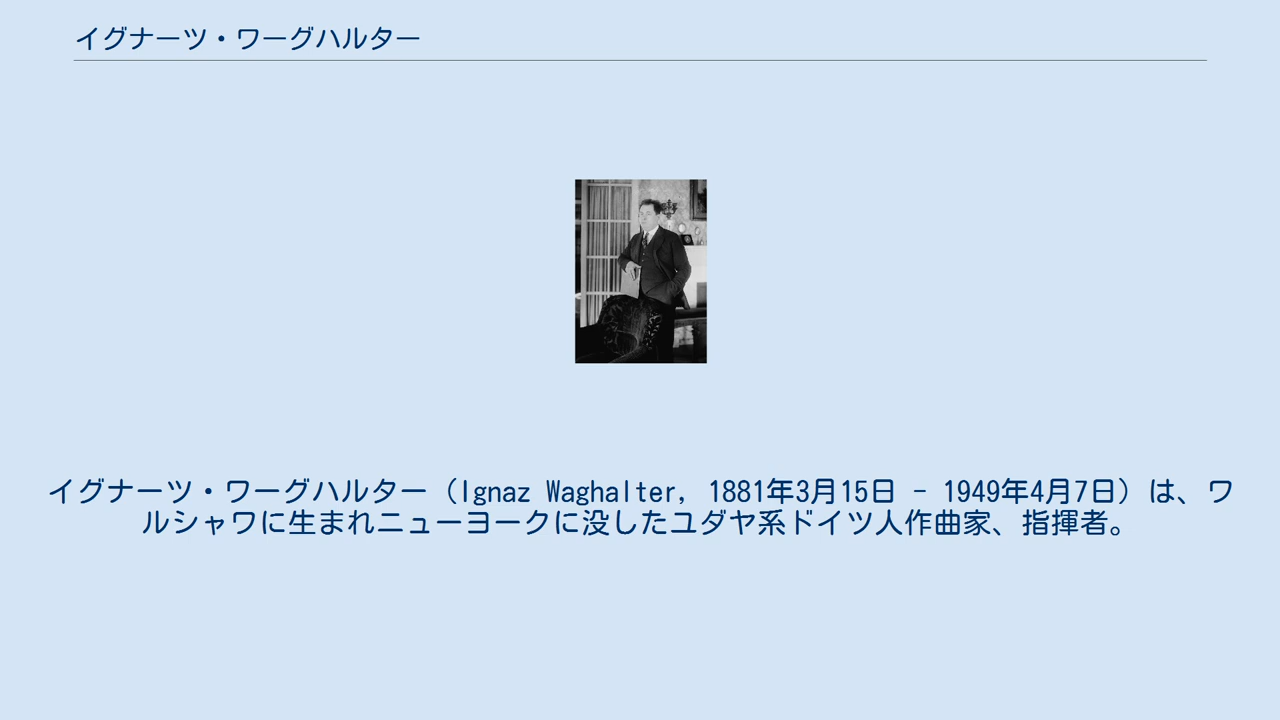 イグナーツ・ワーグハルター
イグナーツ・ワーグハルター（Ignaz Waghalter, 1881年3月15日 - 1949年4月7日）は、ワ
ルシャワに生まれニューヨークに没したユダヤ系ドイツ人作曲家、指揮者。